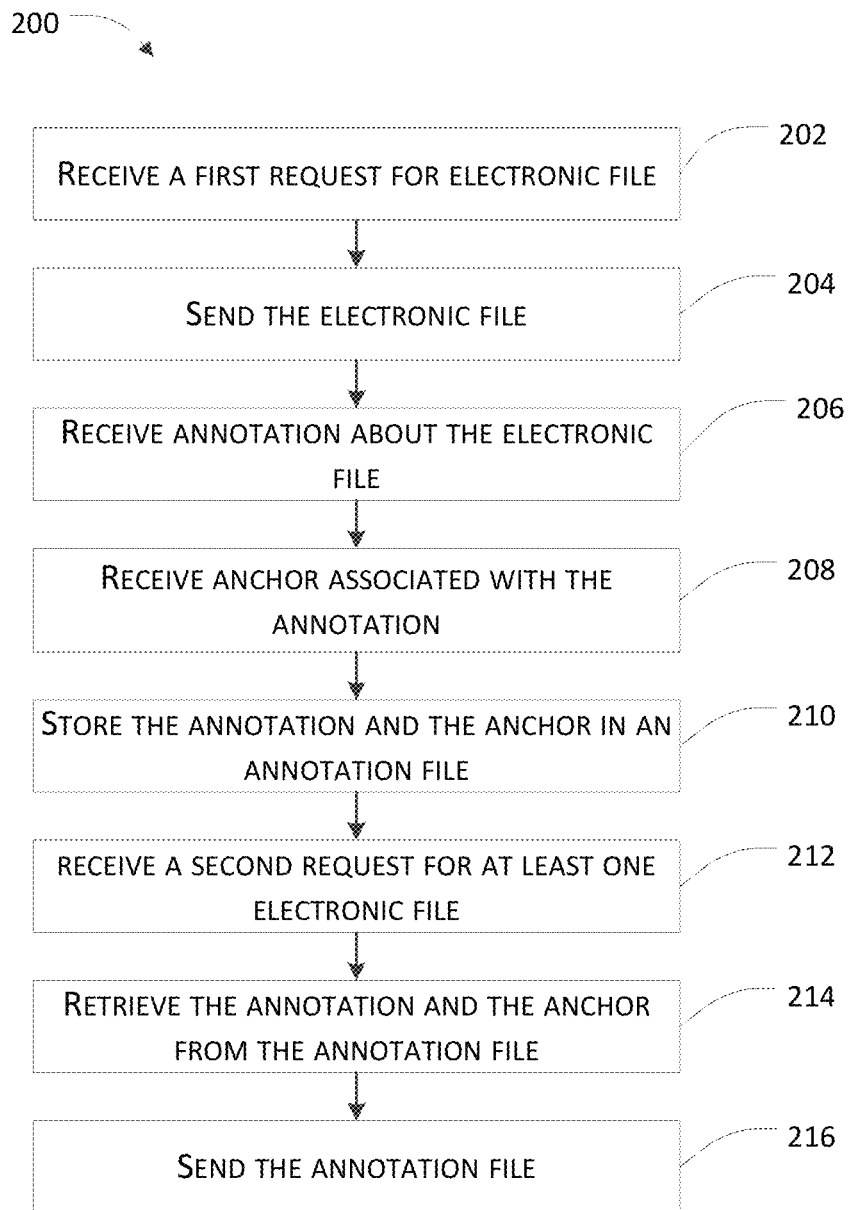 200
202
RECEIVE A FIRST REQUEST FOR ELECTRONIC FILE
204
SEND THE ELECTRONIC FILE
206
RECEIVE ANNOTATION ABOUT THE ELECTRONIC
FILE
208
RECEIVE ANCHOR ASSOCIATED WITH THE
ANNOTATION
210
STORE THE ANNOTATION AND THE ANCHOR IN AN
ANNOTATION FILE
212
RECEIVE A SECOND REQUEST FOR AT LEAST ONE
ELECTRONIC FILE
214
RETRIEVE THE ANNOTATION AND THE ANCHOR
FROM THE ANNOTATION FILE
216
SEND THE ANNOTATION FILE